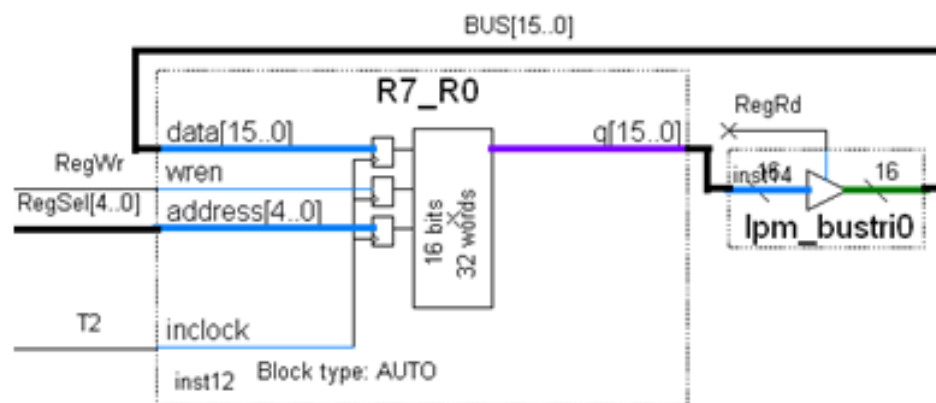 BUS[15..0]
R7_R0
RegRd
data[15..0]
q[15..0]
RegWr
wren
inst14
16
16
RegSel[4..0]
address[4..0]
lpm_bustri0
16 bits
32 words
T2
inclock
inst12
Block type: AUTO